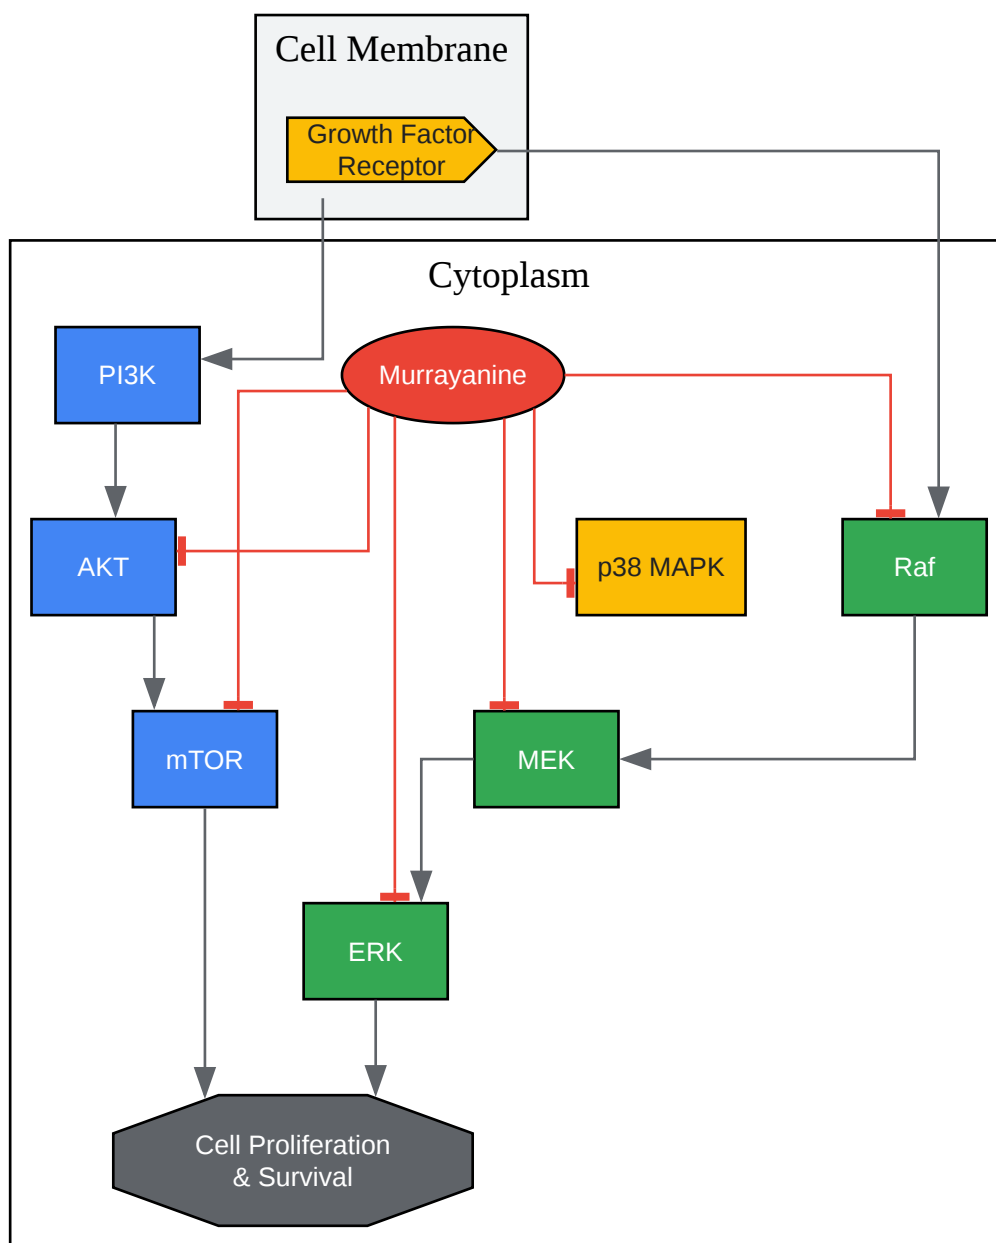 Cell Membrane
Growth Factor
Receptor
Cytoplasm
PI3K
Murrayanine
AKT
p38 MAPK
Raf
mTOR
MEK
ERK
Cell Proliferation
& Survival